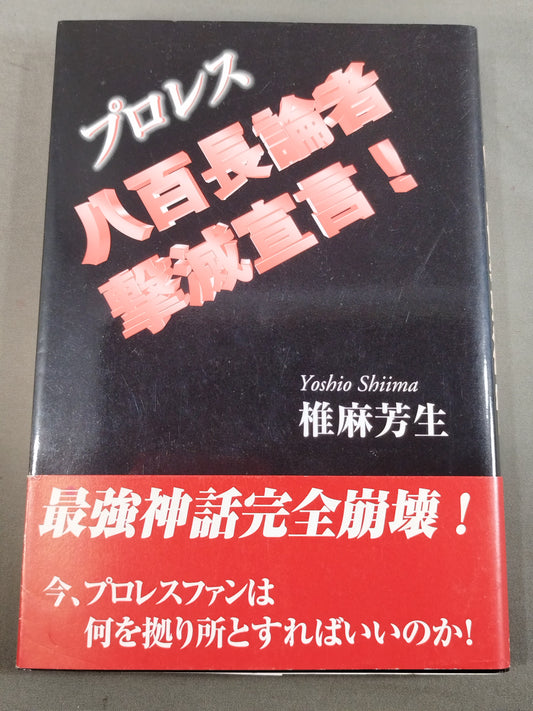 プロレス
八百長論者
撃滅宣言！
Yoshio Shiima
椎麻芳生
最強神話完全崩壊！
今、プロレスファンは
何を拠り所とすればいいのか！